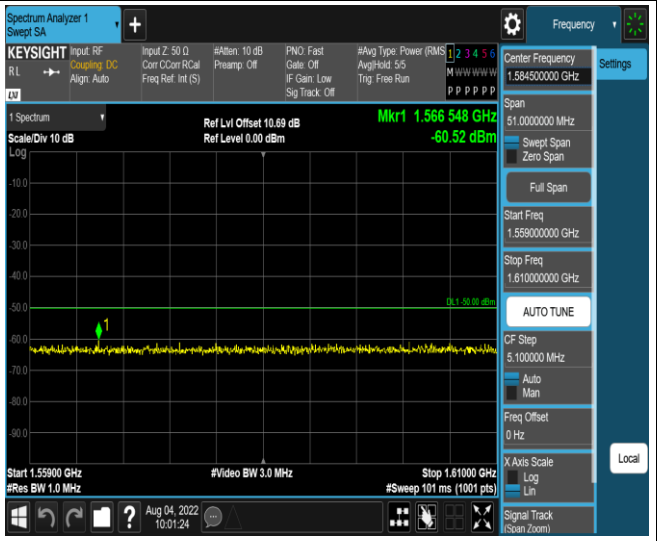 Spectrum Analyzer 1
Swept SA
+
Frequency
KEYSIGHT
Input: RF
Input Z: 50 Ω
#Atten: 10 dB
PNO: Fast
#Avg Type: Power (RMS
1 2 3 4 5 6
RL
Coupling: DC
Corr CCorr RCal
Preamp: Off
Gate: Off
Avg|Hold: 5/5
M W W W W W
Align: Auto
Freq Ref: Int (S)
IF Gain: Low
Trig: Free Run
LXI
Sig Track: Off
P P P P P P
1 Spectrum
Ref Lvl Offset 10.69 dB
Mkr1 1.566 548 GHz
Scale/Div 10 dB
Ref Level 0.00 dBm
-60.52 dBm
Log
-10.0
-20.0
-30.0
-40.0
DL1 -50.00 dBm
-50.0
1
-60.0
-70.0
-80.0
-90.0
Start 1.55900 GHz
#Video BW 3.0 MHz
Stop 1.61000 GHz
#Res BW 1.0 MHz
#Sweep 101 ms (1001 pts)
?
Aug 04, 2022
10:01:24
Center Frequency
1.584500000 GHz
Settings
Span
51.0000000 MHz
Swept Span
Zero Span
Full Span
Start Freq
1.559000000 GHz
Stop Freq
1.610000000 GHz
AUTO TUNE
CF Step
5.100000 MHz
Auto
Man
Freq Offset
0 Hz
X Axis Scale
Log
Lin
Local
Signal Track
(Span Zoom)